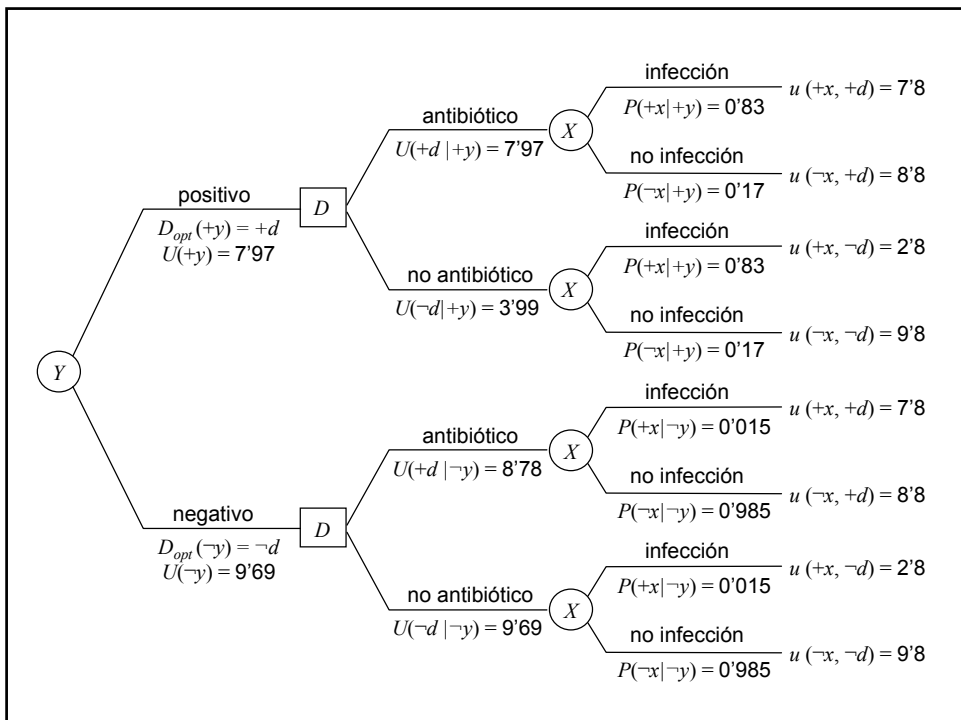 infección
P(+x|+y) = 0'83
u (+x, +d) = 7'8
antibiótico
U(+d |+y) = 7'97
X
no infección
P(¬x|+y) = 0'17
u (¬x, +d) = 8'8
positivo
D_opt (+y) = +d
U(+y) = 7'97
D
infección
P(+x|+y) = 0'83
u (+x, ¬d) = 2'8
no antibiótico
U(¬d|+y) = 3'99
X
no infección
P(¬x|+y) = 0'17
u (¬x, ¬d) = 9'8
Y
infección
P(+x|¬y) = 0'015
u (+x, +d) = 7'8
antibiótico
U(+d |¬y) = 8'78
X
no infección
P(¬x|¬y) = 0'985
u (¬x, +d) = 8'8
negativo
D_opt (¬y) = ¬d
U(¬y) = 9'69
D
infección
P(+x|¬y) = 0'015
u (+x, ¬d) = 2'8
no antibiótico
U(¬d |¬y) = 9'69
X
no infección
P(¬x|¬y) = 0'985
u (¬x, ¬d) = 9'8